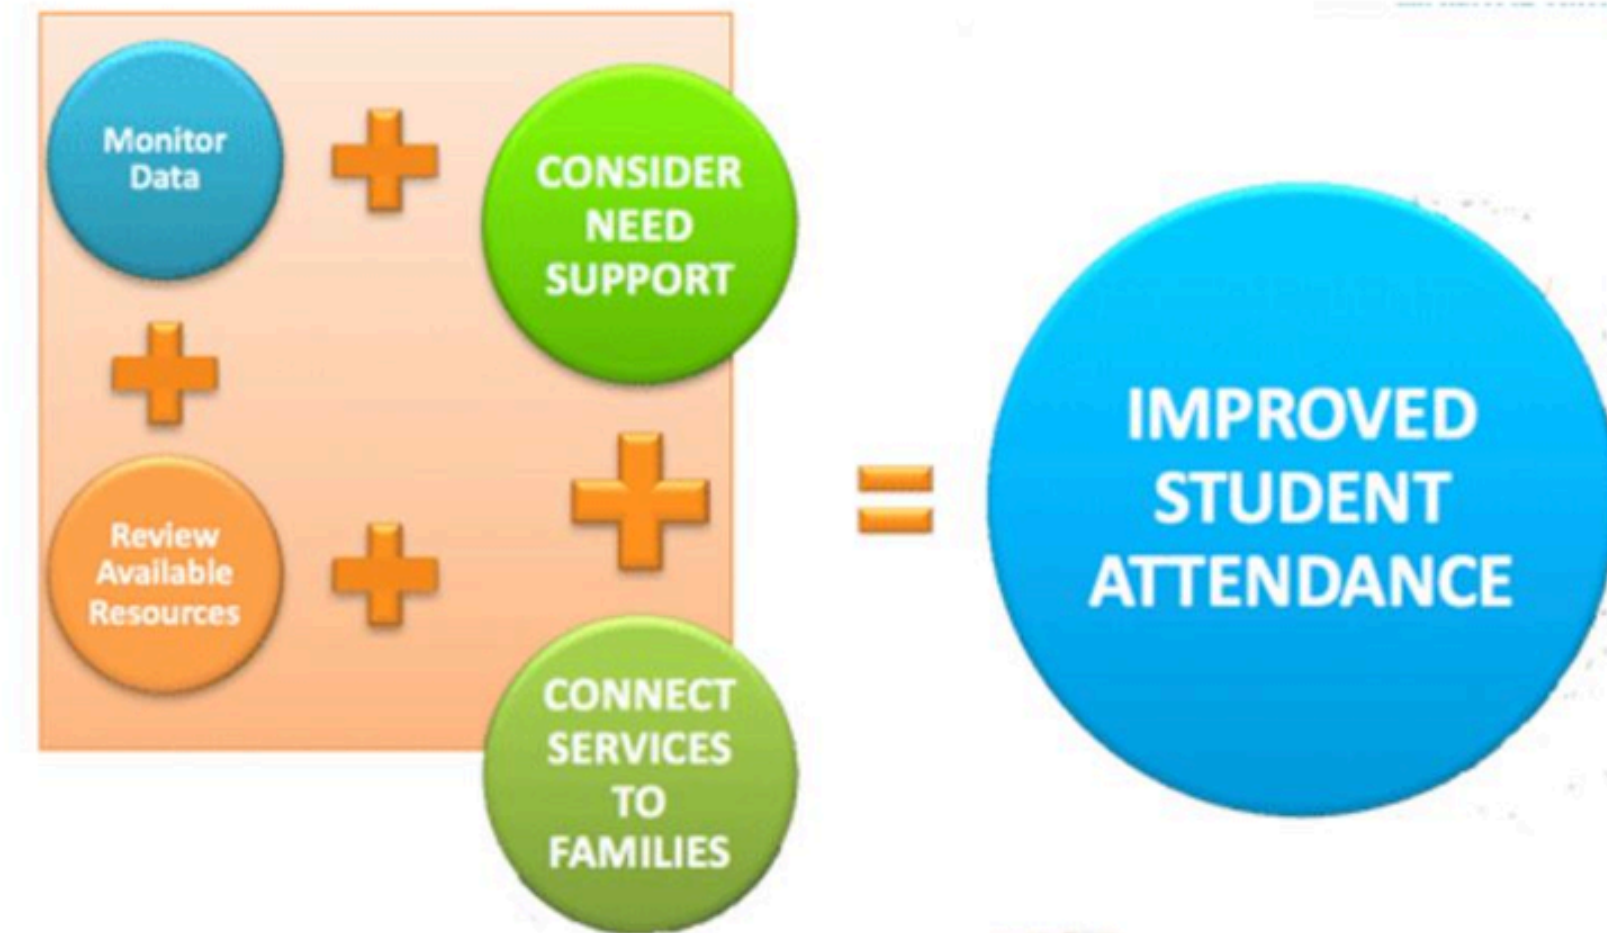 Monitor
Data
CONSIDER
NEED
SUPPORT
Review
Available
Resources
CONNECT
SERVICES
TO
FAMILIES
IMPROVED
STUDENT
ATTENDANCE